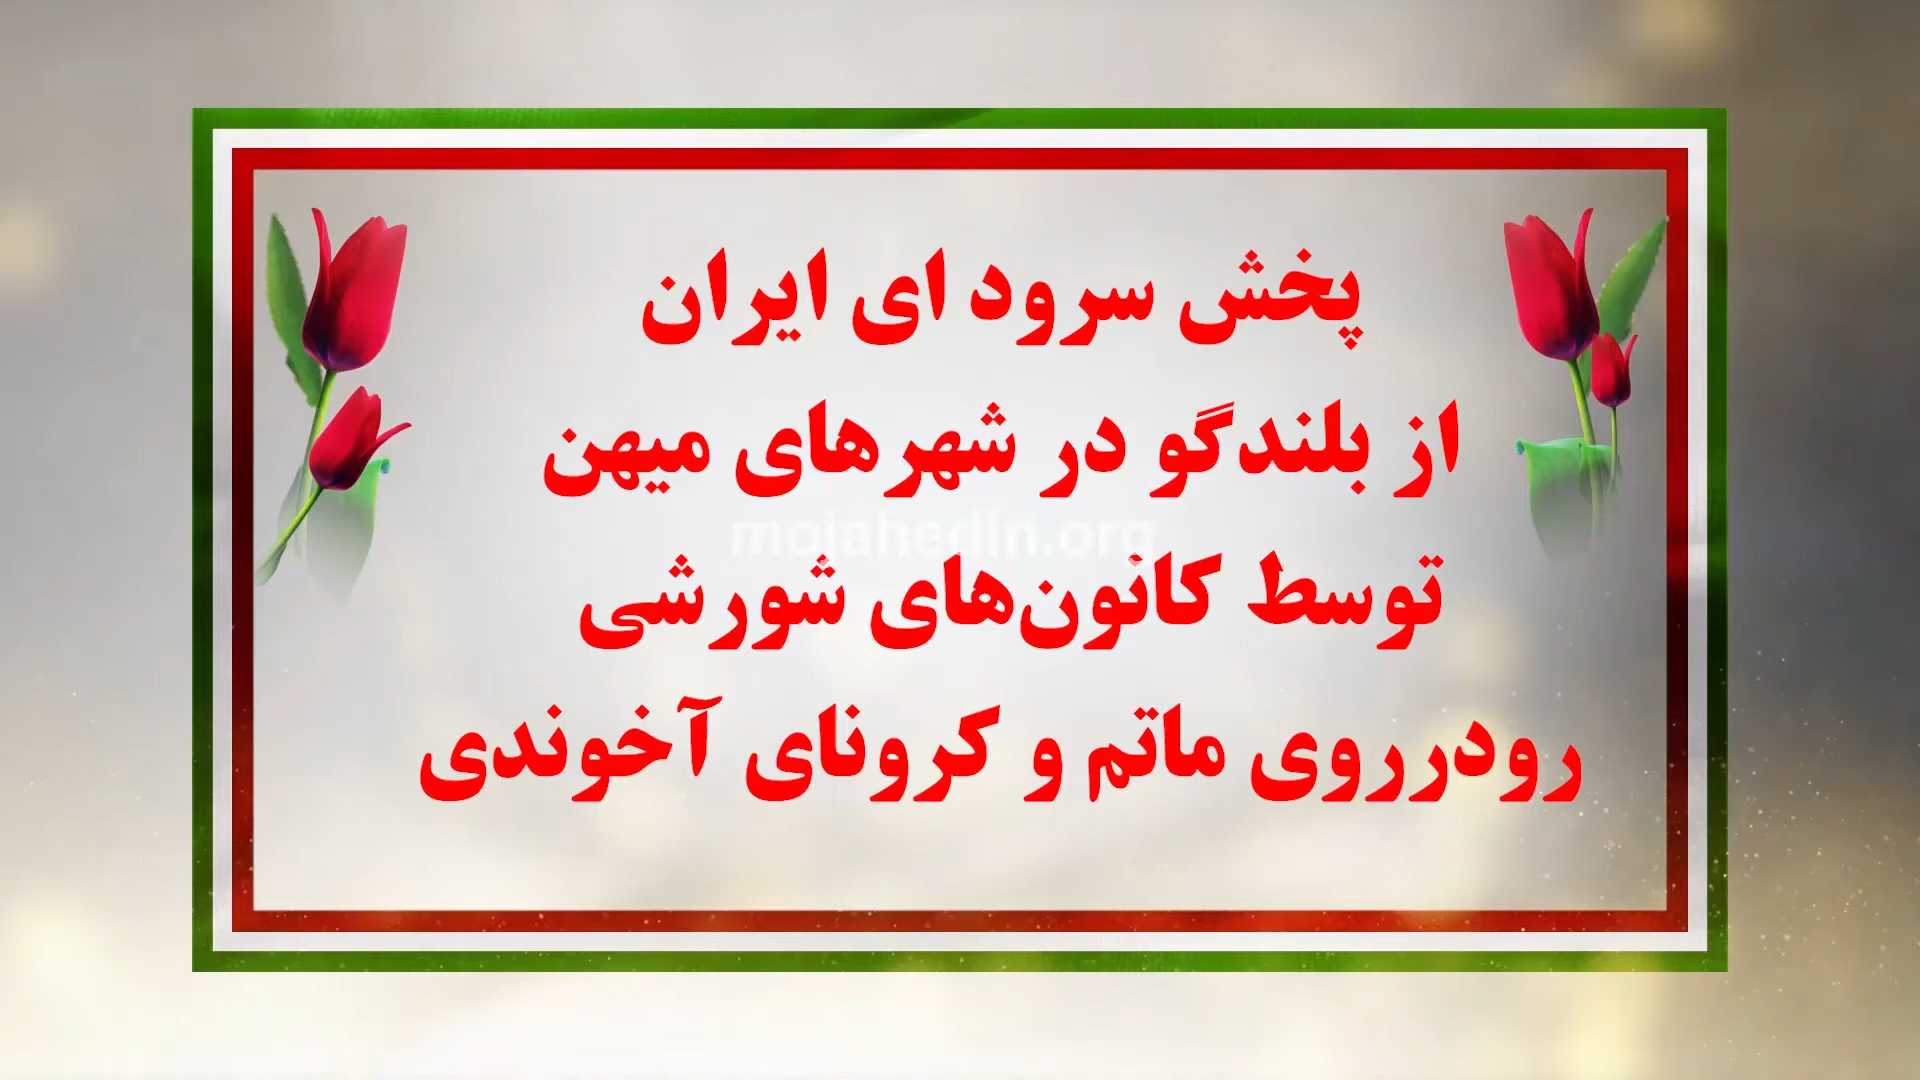 پخش سرود ای ایران
از بلندگو در شهرهای میهن
mojahedin.org
توسط کانون‌های شورشی
رودرروی ماتم و کرونای آخوندی